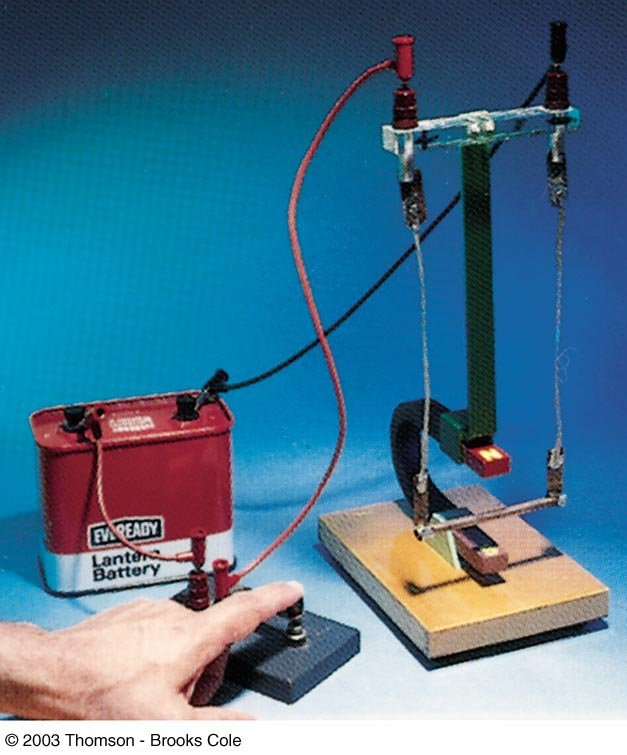 N
EVEREADY
Lantern
Battery
© 2003 Thomson - Brooks Cole